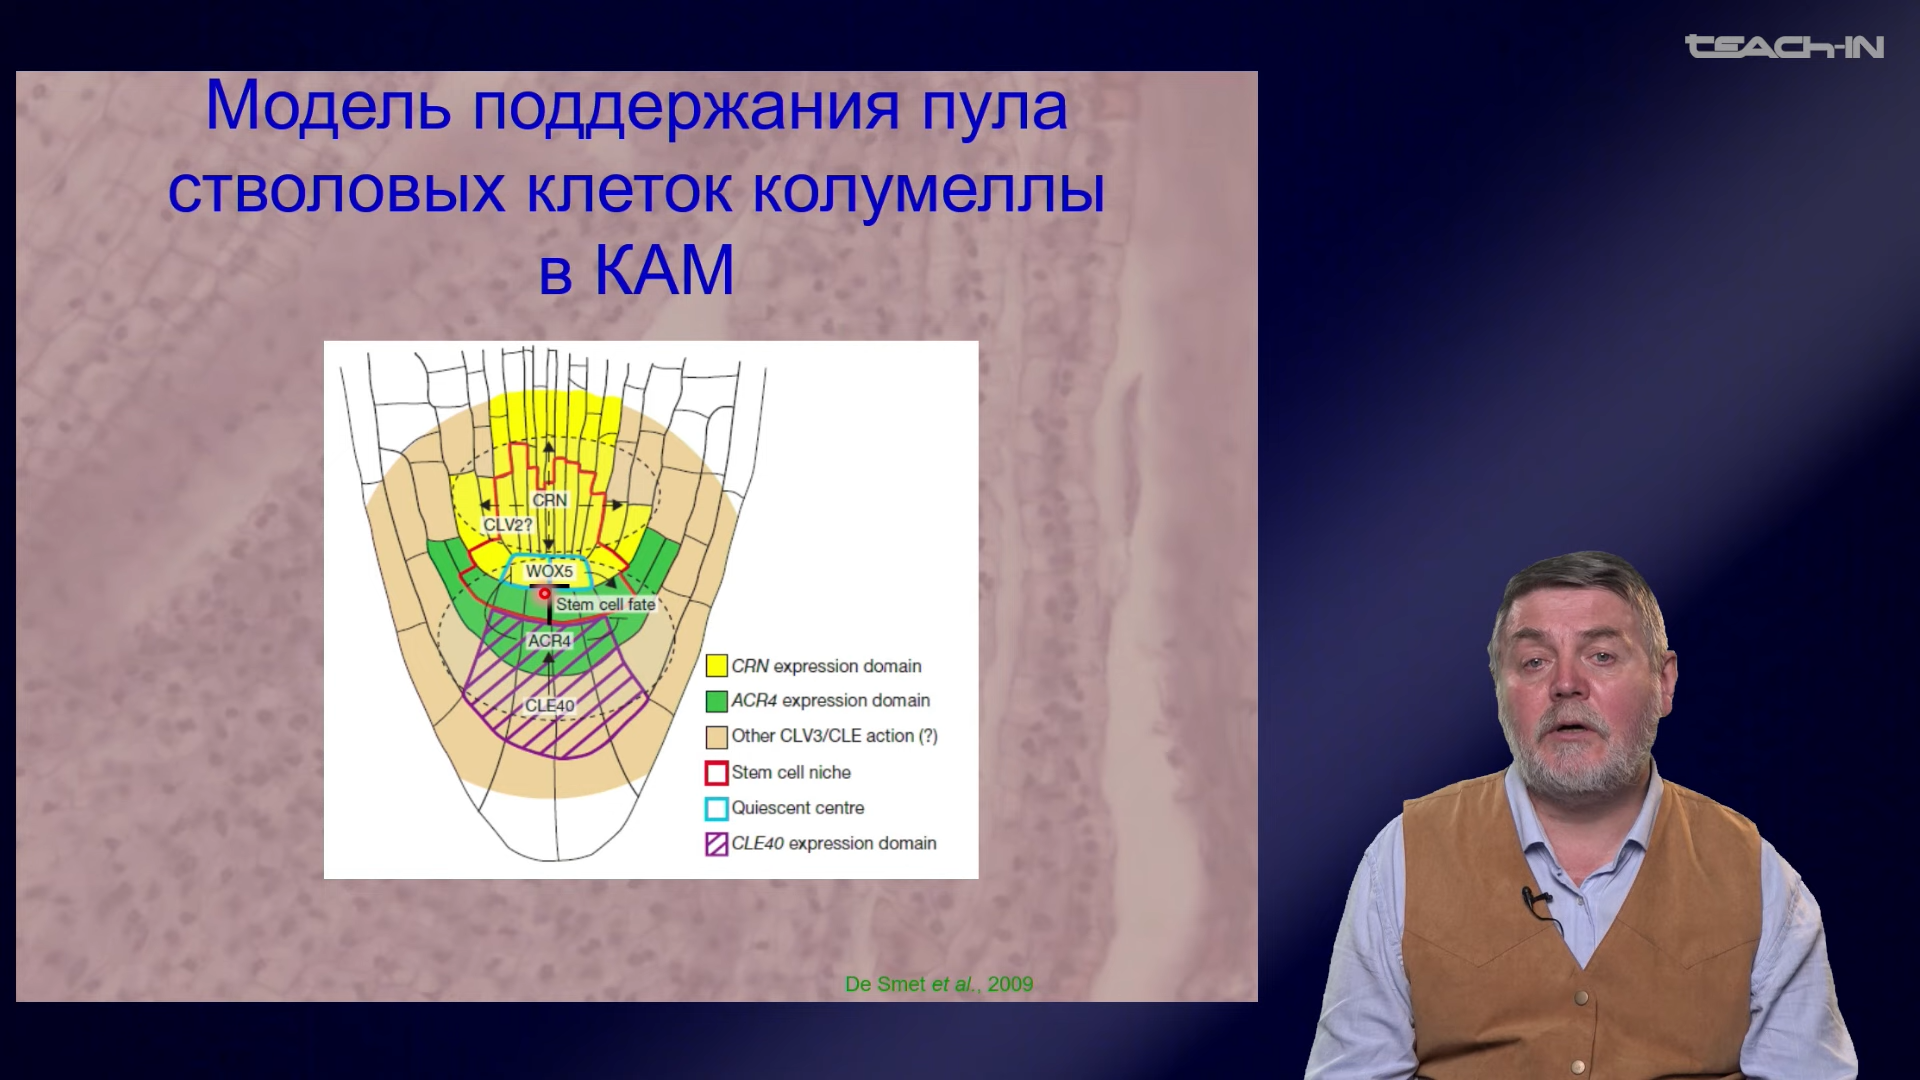 TEACH-IN
Модель поддержания пула
стволовых клеток колумеллы
в КАМ
CRN
CLV2?
WOX5
Stem cell fate
ACR4
CLE40
CRN expression domain
ACR4 expression domain
Other CLV3/CLE action (?)
Stem cell niche
Quiescent centre
CLE40 expression domain
De Smet et al., 2009